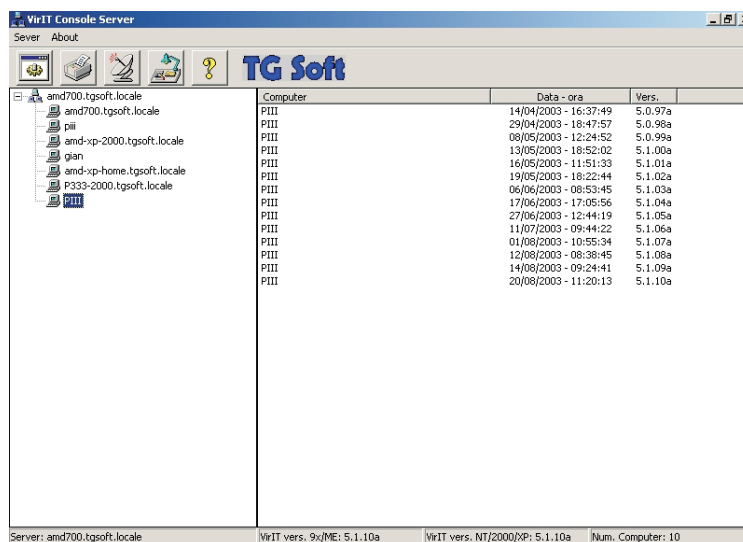 VirIT Console Server
Sever About
TG Soft
amd700.tgsoft.locale
amd700.tgsoft.locale
piii
amd-xp-2000.tgsoft.locale
gian
amd-xp-home.tgsoft.locale
P333-2000.tgsoft.locale
PIII
Computer Data - ora Vers.
PIII 14/04/2003 - 16:37:49 5.0.97a
PIII 29/04/2003 - 18:47:57 5.0.98a
PIII 08/05/2003 - 12:24:52 5.0.99a
PIII 13/05/2003 - 18:52:02 5.1.00a
PIII 16/05/2003 - 11:51:33 5.1.01a
PIII 19/05/2003 - 18:22:44 5.1.02a
PIII 06/06/2003 - 08:53:45 5.1.03a
PIII 17/06/2003 - 17:05:56 5.1.04a
PIII 27/06/2003 - 12:44:19 5.1.05a
PIII 11/07/2003 - 09:44:22 5.1.06a
PIII 01/08/2003 - 10:55:34 5.1.07a
PIII 12/08/2003 - 08:38:45 5.1.08a
PIII 14/08/2003 - 09:24:41 5.1.09a
PIII 20/08/2003 - 11:20:13 5.1.10a
Server: amd700.tgsoft.locale VirIT vers. 9x/ME: 5.1.10a VirIT vers. NT/2000/XP: 5.1.10a Num. Computer: 10